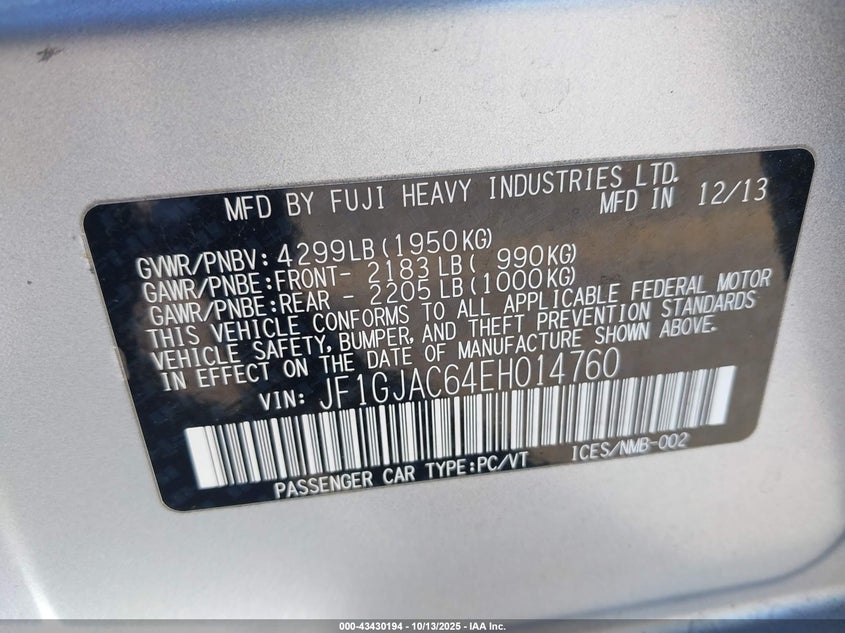 MFD BY FUJI HEAVY INDUSTRIES LTD.
MFD IN 12/13
GVWR/PNBV: 4299LB(1950KG)
GAWR/PNBE:FRONT- 2183LB( 990KG)
GAWR/PNBE:REAR - 2205LB(1000KG)
THIS VEHICLE CONFORMS TO ALL APPLICABLE FEDERAL MOTOR
VEHICLE SAFETY, BUMPER, AND THEFT PREVENTION STANDARDS
IN EFFECT ON THE DATE OF MANUFACTURE SHOWN ABOVE.
VIN: JF1GJAC64EH014760
PASSENGER CAR TYPE:PC/VT ICES/NMB-002
000-43430194 - 10/13/2025 - IAA Inc.